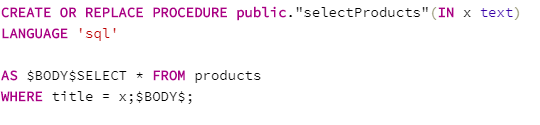 CREATE OR REPLACE PROCEDURE public."selectProducts"(IN x text)
LANGUAGE 'sql'
AS $BODY$SELECT * FROM products
WHERE title = x;$BODY$;